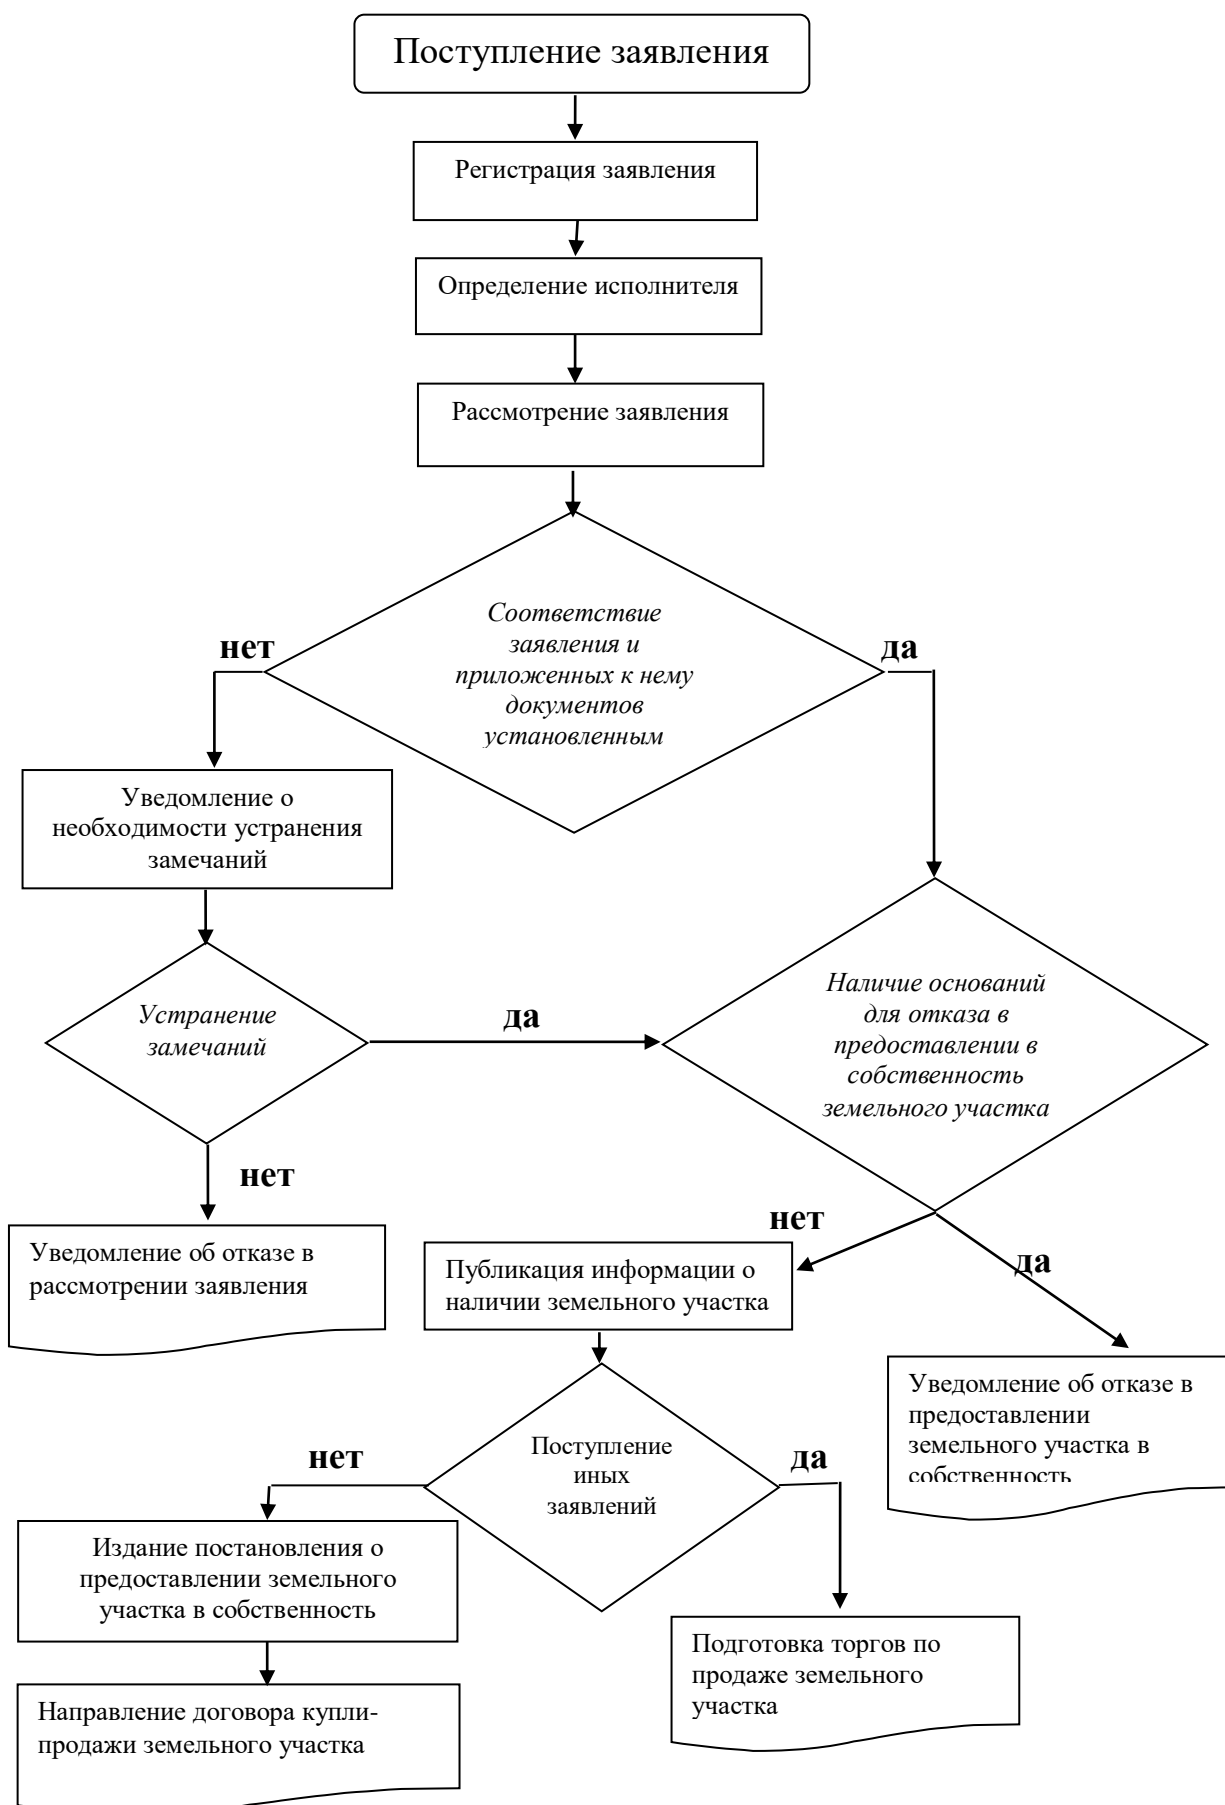 Поступление заявления
Регистрация заявления
Определение исполнителя
Рассмотрение заявления
Соответствие
заявления и
приложенных к нему
документов
установленным
нет
да
Уведомление о
необходимости устранения
замечаний
Устранение
замечаний
да
Наличие оснований
для отказа в
предоставлении в
собственность
земельного участка
нет
нет
да
Уведомление об отказе в
рассмотрении заявления
Публикация информации о
наличии земельного участка
Уведомление об отказе в
предоставлении
земельного участка в
собственность
Поступление
иных
заявлений
нет
да
Издание постановления о
предоставлении земельного
участка в собственность
Подготовка торгов по
продаже земельного
участка
Направление договора купли-
продажи земельного участка